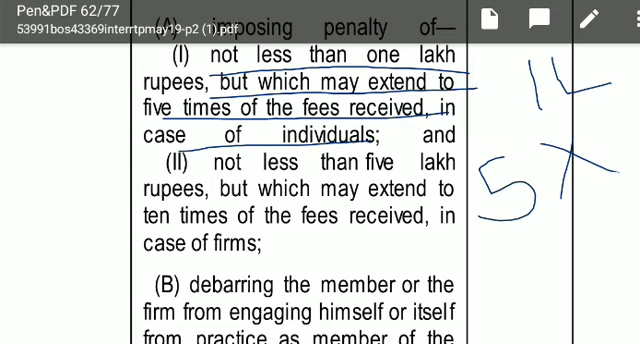 Pen&PDF 62/77
53991bos43369interrtpmay19-p2 (1).pdf
(A) imposing penalty of—
(I) not less than one lakh
rupees, but which may extend to
five times of the fees received, in
case of individuals; and
(II) not less than five lakh
rupees, but which may extend to
ten times of the fees received, in
case of firms;
(B) debarring the member or the
firm from engaging himself or itself
from practice as member of the
1L
5X